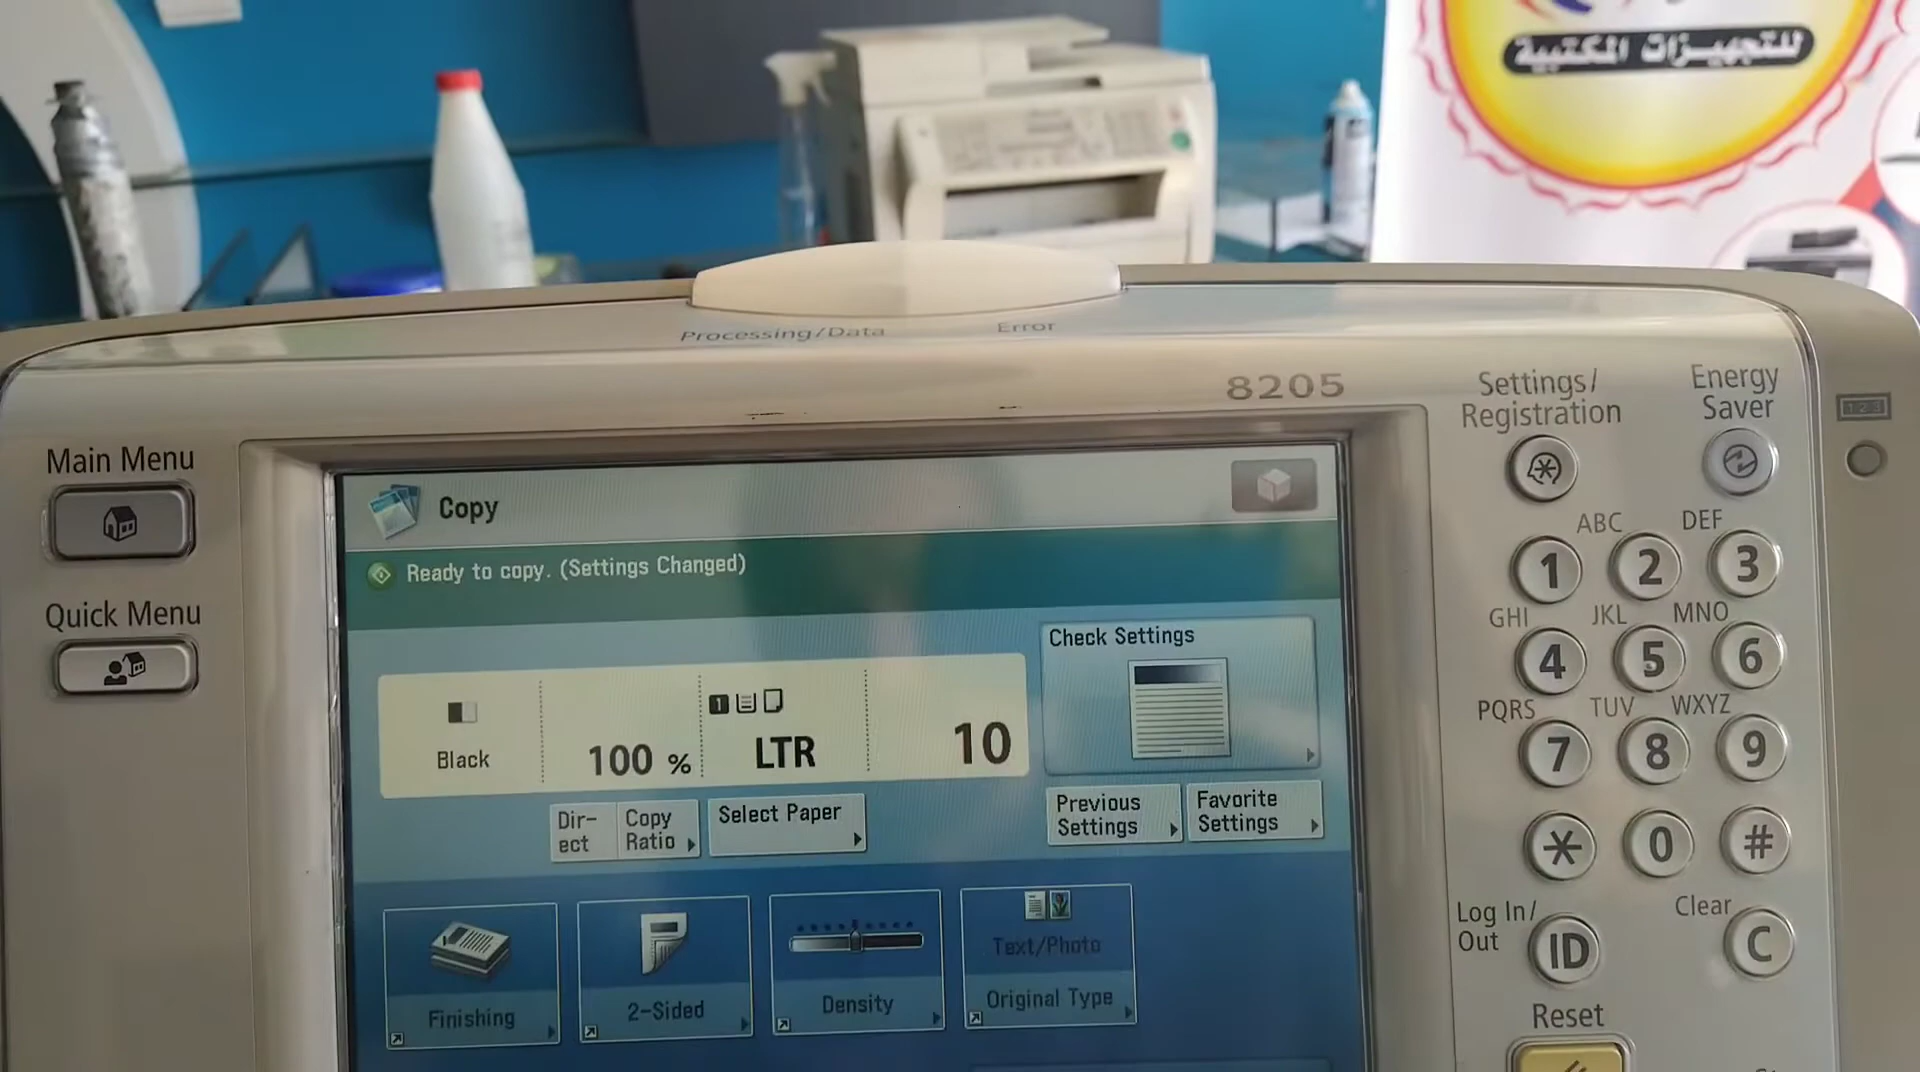 للتجهيزات المكتبية
Processing/Data
Error
8205
Settings/
Registration
Energy
Saver
123
Main Menu
Quick Menu
Copy
Ready to copy. (Settings Changed)
Check Settings
Black
100 %
1
LTR
10
Dir-
ect
Copy
Ratio
Select Paper
Previous
Settings
Favorite
Settings
Finishing
2-Sided
Density
Text/Photo
Original Type
ABC
DEF
1
2
3
GHI
JKL
MNO
4
5
6
PQRS
TUV
WXYZ
7
8
9
*
0
#
Log In/
Out
ID
Clear
C
Reset